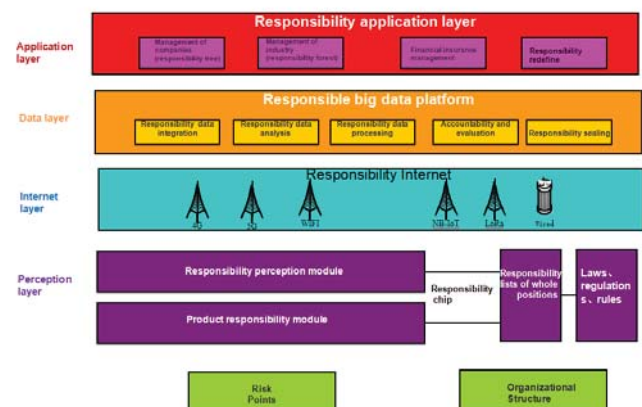 Responsibility application layer
Application
layer
Management of
companies
(responsibility tree)
Management of
industry
(responsibility forest)
Financial insurance
management
Responsibility
redefine
Responsible big data platform
Data layer
Responsibility data
integration
Responsibility data
analysis
Responsibility data
processing
Accountability and
evaluation
Responsibility sealing
Responsibility Internet
Internet
layer
4G
5G
WIFI
NB-IoT
LoRa
Wired
Perception
layer
Responsibility perception module
Product responsibility module
Responsibility
chip
Responsibility
lists of whole
positions
Laws、
regulation
s、rules
Risk
Points
Organizational
Structure